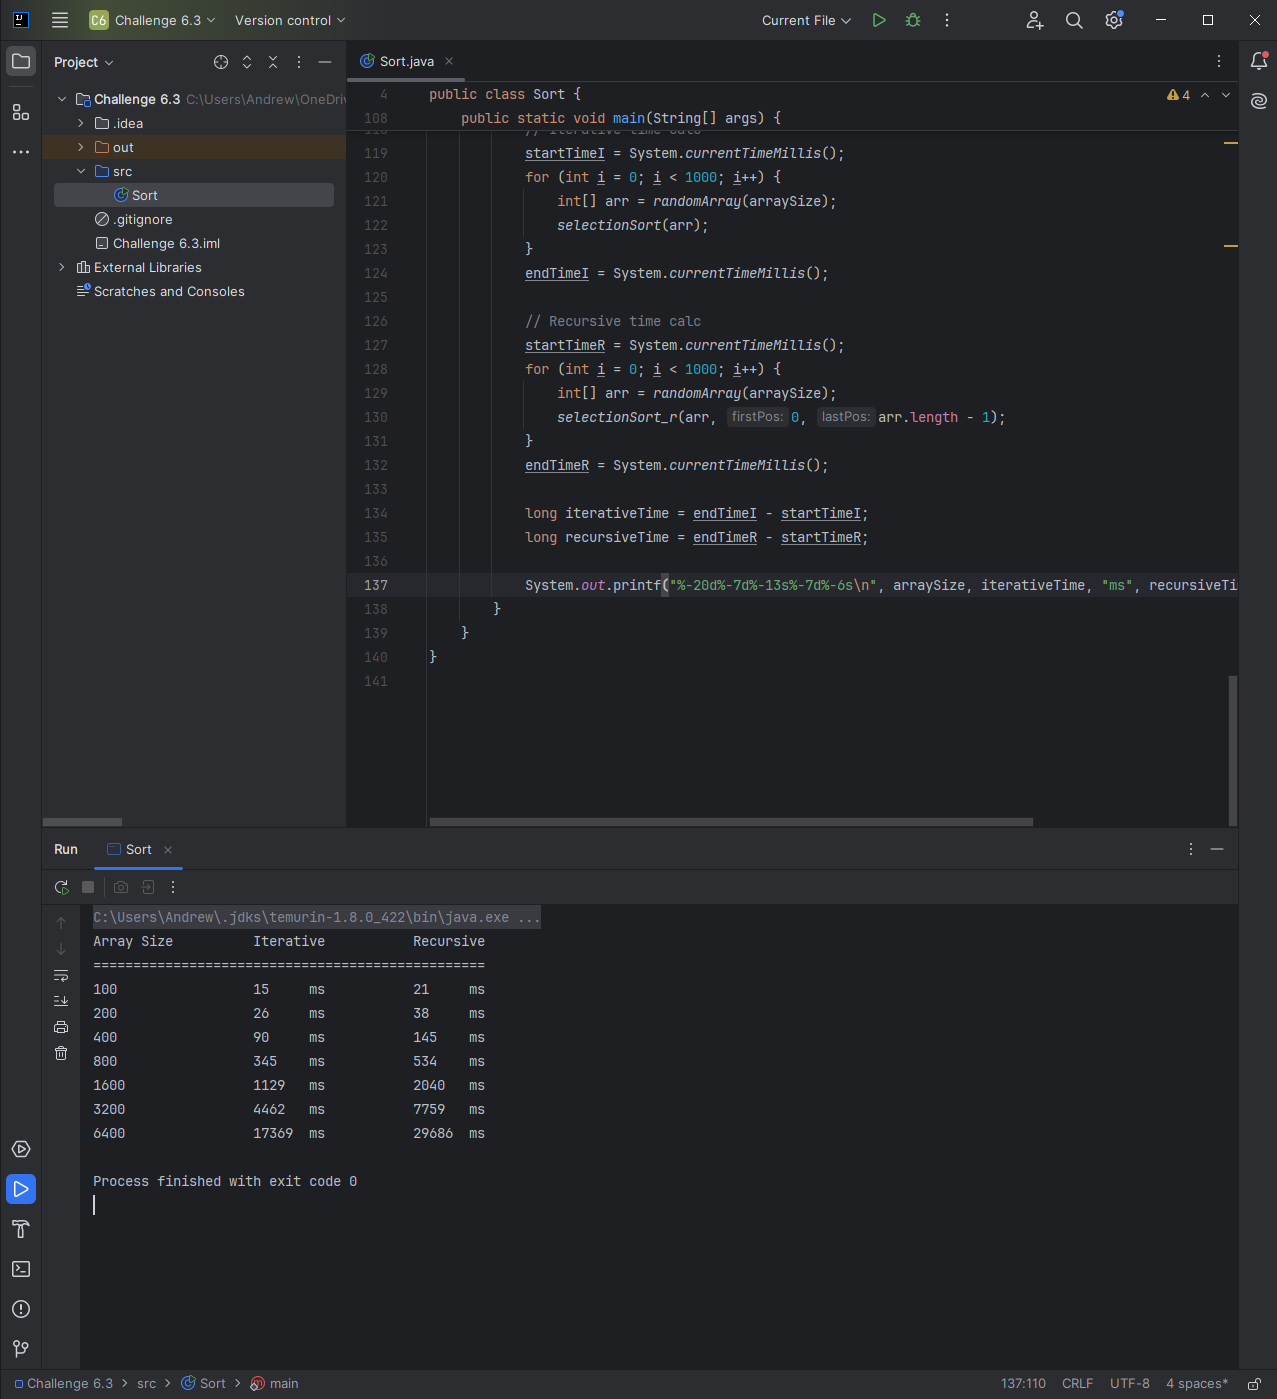 C6 Challenge 6.3 Version control Current File
Project
Challenge 6.3 C:\Users\Andrew\OneDriv
.idea
out
src
Sort
.gitignore
Challenge 6.3.iml
External Libraries
Scratches and Consoles
Sort.java
4 public class Sort {
4
108 public static void main(String[] args) {
119 startTimeI = System.currentTimeMillis();
120 for (int i = 0; i < 1000; i++) {
121 int[] arr = randomArray(arraySize);
122 selectionSort(arr);
123 }
124 endTimeI = System.currentTimeMillis();
125
126 // Recursive time calc
127 startTimeR = System.currentTimeMillis();
128 for (int i = 0; i < 1000; i++) {
129 int[] arr = randomArray(arraySize);
130 selectionSort_r(arr, firstPos: 0, lastPos: arr.length - 1);
131 }
132 endTimeR = System.currentTimeMillis();
133
134 long iterativeTime = endTimeI - startTimeI;
135 long recursiveTime = endTimeR - startTimeR;
136
137 System.out.printf("%-20d%-7d%-13s%-7d%-6s\n", arraySize, iterativeTime, "ms", recursiveTi
138 }
139 }
140 }
141
Run Sort
C:\Users\Andrew\.jdks\temurin-1.8.0_422\bin\java.exe ...
Array Size Iterative Recursive
=================================================
100 15 ms 21 ms
200 26 ms 38 ms
400 90 ms 145 ms
800 345 ms 534 ms
1600 1129 ms 2040 ms
3200 4462 ms 7759 ms
6400 17369 ms 29686 ms
Process finished with exit code 0
Challenge 6.3 > src > Sort > main 137:110 CRLF UTF-8 4 spaces*